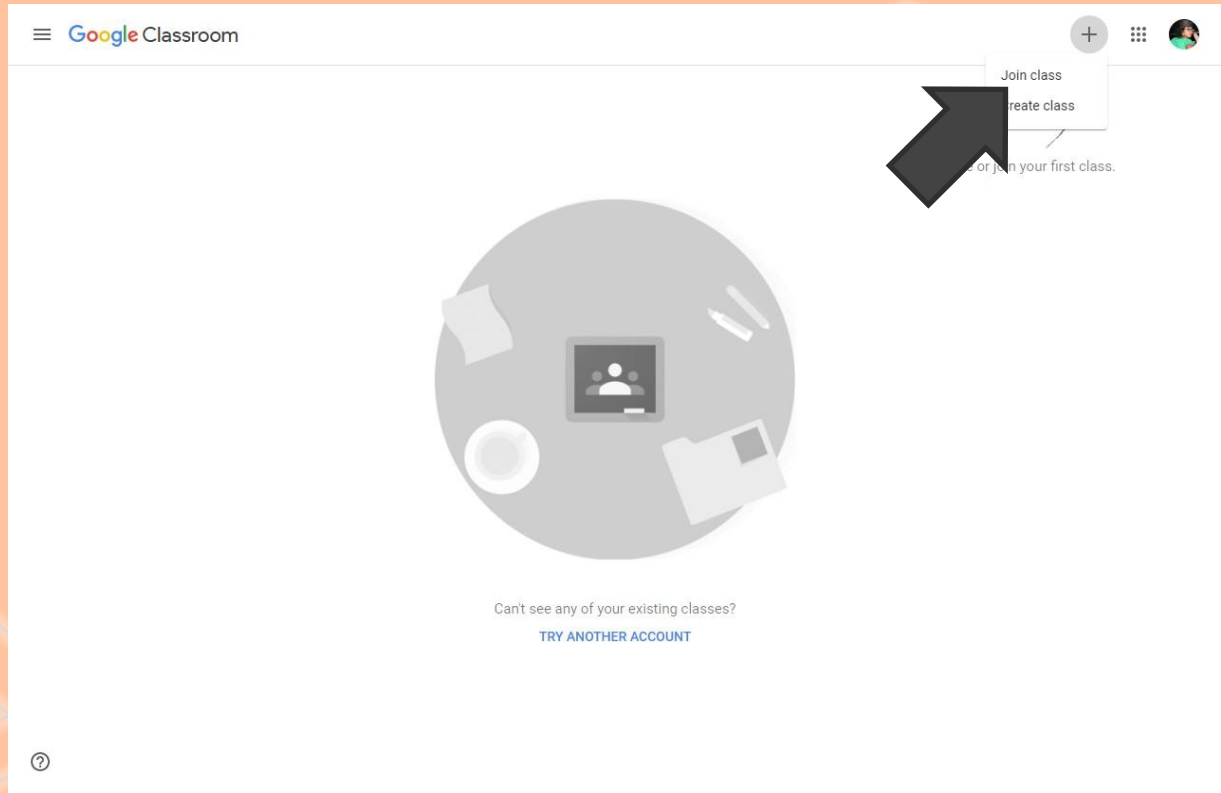 Google Classroom
Join class
Create class
or join your first class.
Can't see any of your existing classes?
TRY ANOTHER ACCOUNT